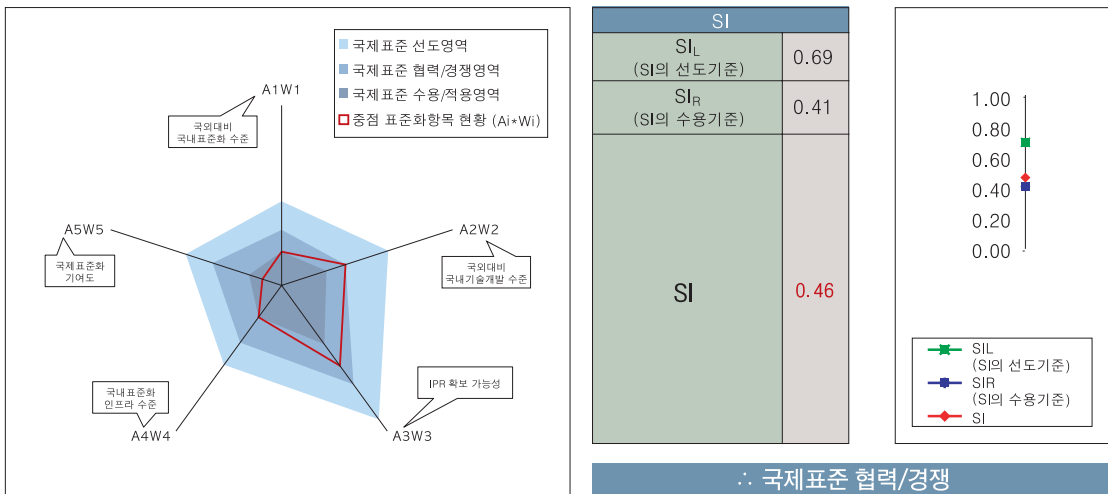 국제표준 선도영역
국제표준 협력/경쟁영역
국제표준 수용/적용영역
중점 표준화항목 현황 (Ai*Wi)
A1W1
국외대비
국내표준화 수준
A2W2
국외대비
국내기술개발 수준
A5W5
국제표준화
기여도
국내표준화
인프라 수준
A4W4
IPR 확보 가능성
A3W3
SI
SIL
(SI의 선도기준)
0.69
SIR
(SI의 수용기준)
0.41
SI
0.46
1.00
0.80
0.60
0.40
0.20
0.00
SIL
(SI의 선도기준)
SIR
(SI의 수용기준)
SI
∴ 국제표준 협력/경쟁